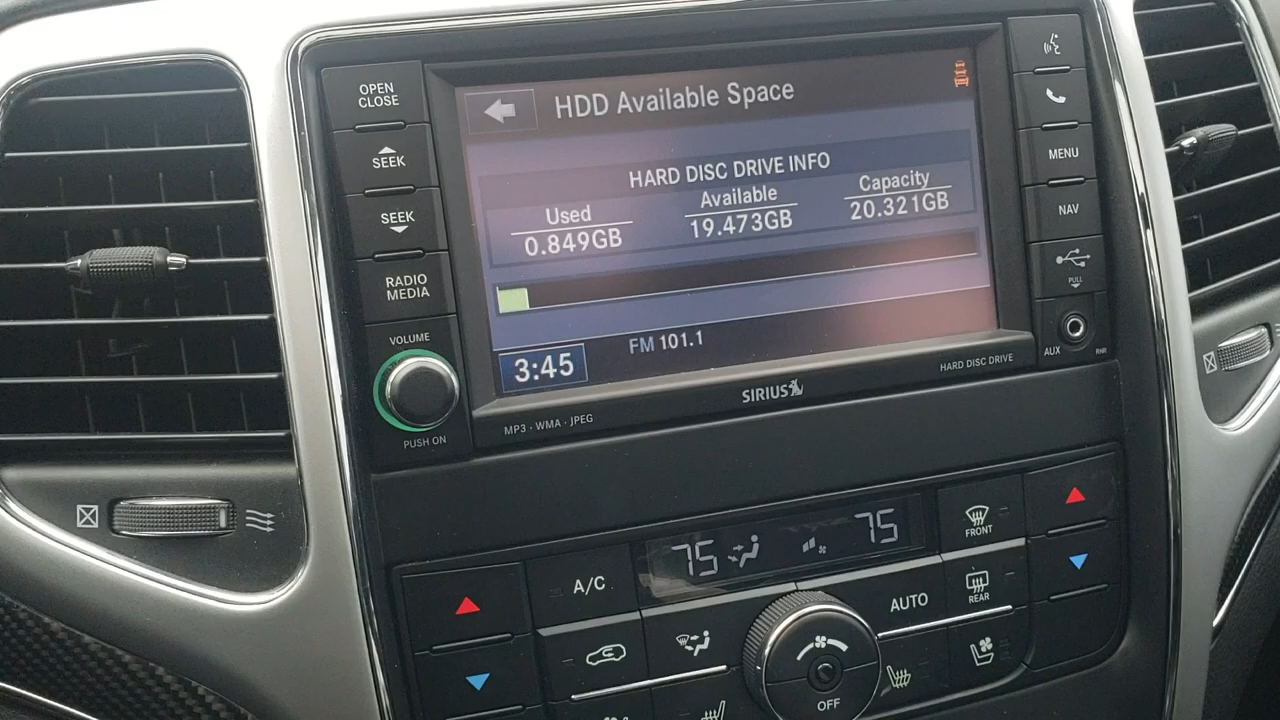 OPEN
CLOSE
SEEK
SEEK
RADIO
MEDIA
VOLUME
PUSH ON
HDD Available Space
HARD DISC DRIVE INFO
Used
0.849GB
Available
19.473GB
Capacity
20.321GB
3:45
FM 101.1
MP3 · WMA · JPEG
SIRIUS
HARD DISC DRIVE
MENU
NAV
PULL
AUX
RHR
75
75
A/C
AUTO
FRONT
REAR
OFF